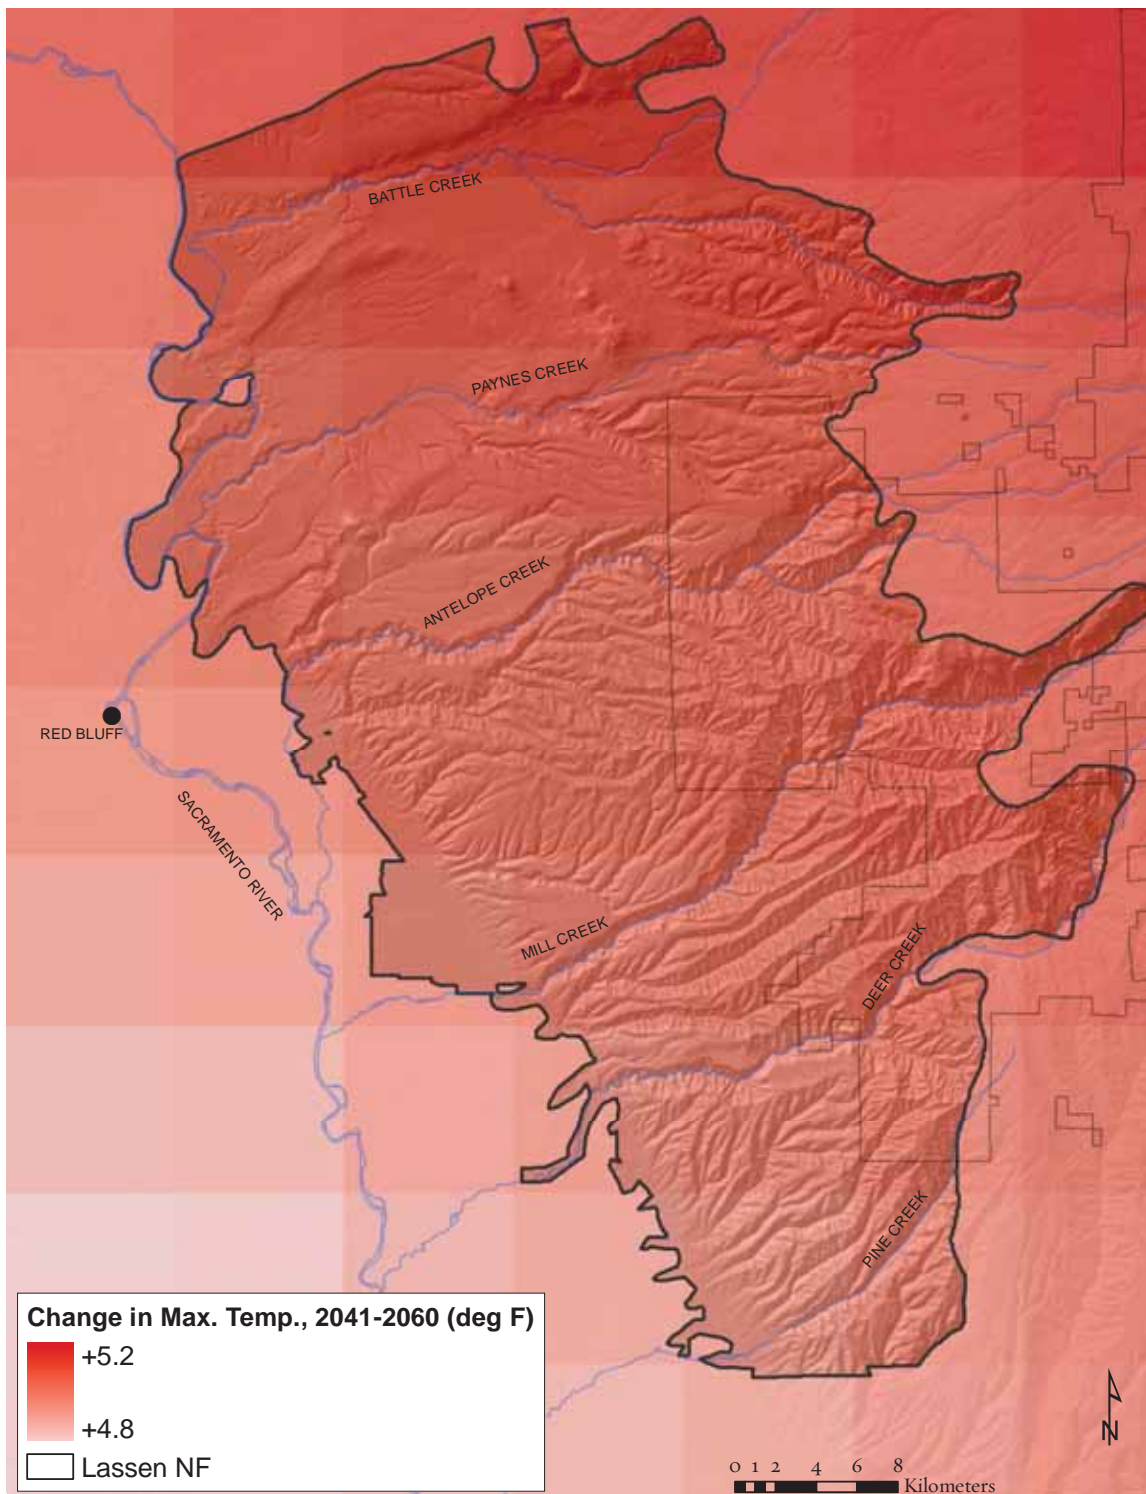 BATTLE CREEK
PAYNES CREEK
ANTELOPE CREEK
RED BLUFF
SACRAMENTO RIVER
MILL CREEK
DEER CREEK
PINE CREEK
Change in Max. Temp., 2041-2060 (deg F)
+5.2
+4.8
Lassen NF
N
0 1 2 4 6 8
Kilometers